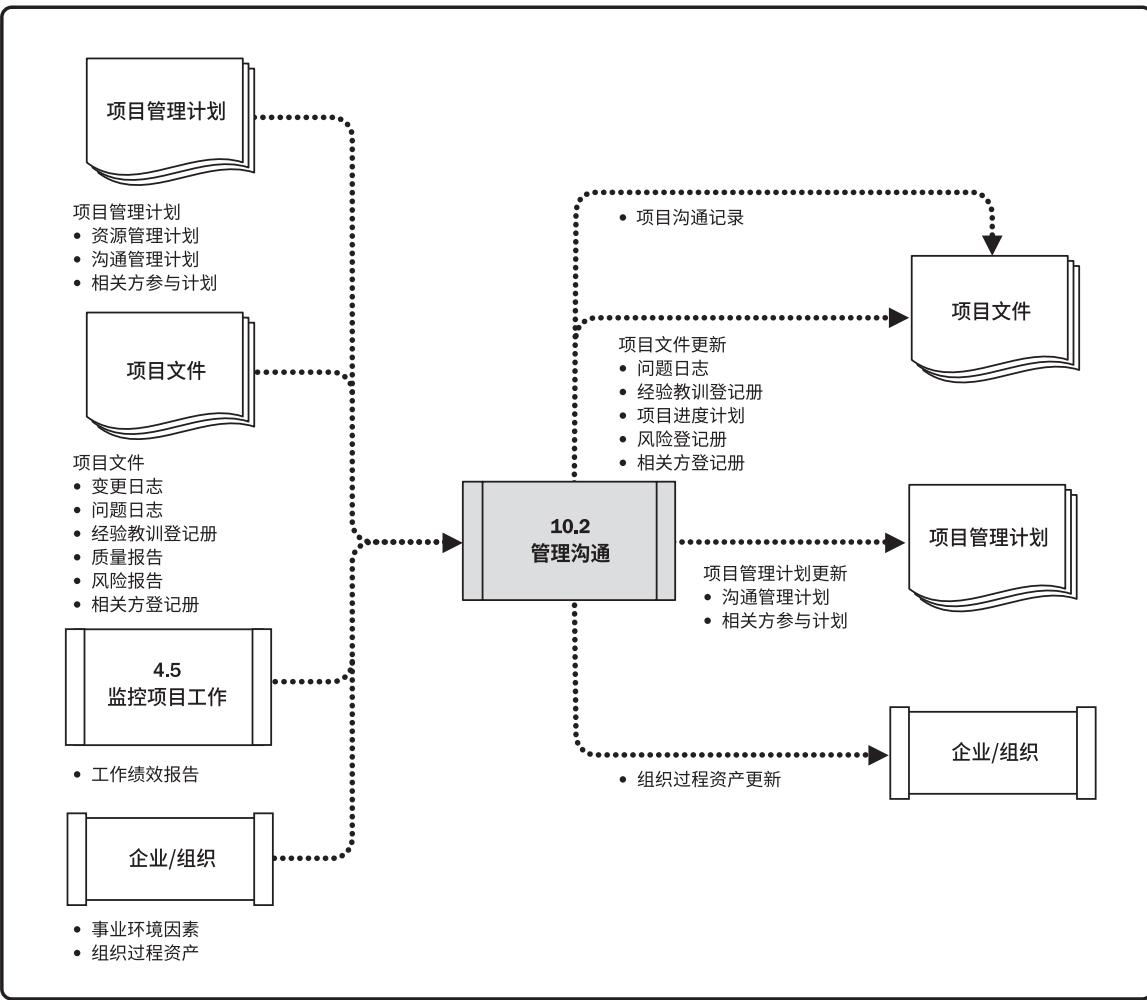 项目管理计划
项目管理计划
• 资源管理计划
• 沟通管理计划
• 相关方参与计划
项目文件
项目文件
• 变更日志
• 问题日志
• 经验教训登记册
• 质量报告
• 风险报告
• 相关方登记册
4.5
监控项目工作
• 工作绩效报告
企业/组织
• 事业环境因素
• 组织过程资产
10.2
管理沟通
• 项目沟通记录
项目文件
项目文件更新
• 问题日志
• 经验教训登记册
• 项目进度计划
• 风险登记册
• 相关方登记册
项目管理计划
项目管理计划更新
• 沟通管理计划
• 相关方参与计划
企业/组织
• 组织过程资产更新